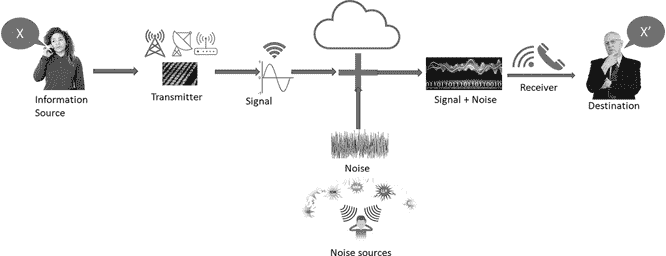 X
X'
Information
Source
Transmitter
Signal
Signal + Noise
Receiver
Destination
Noise
Noise sources